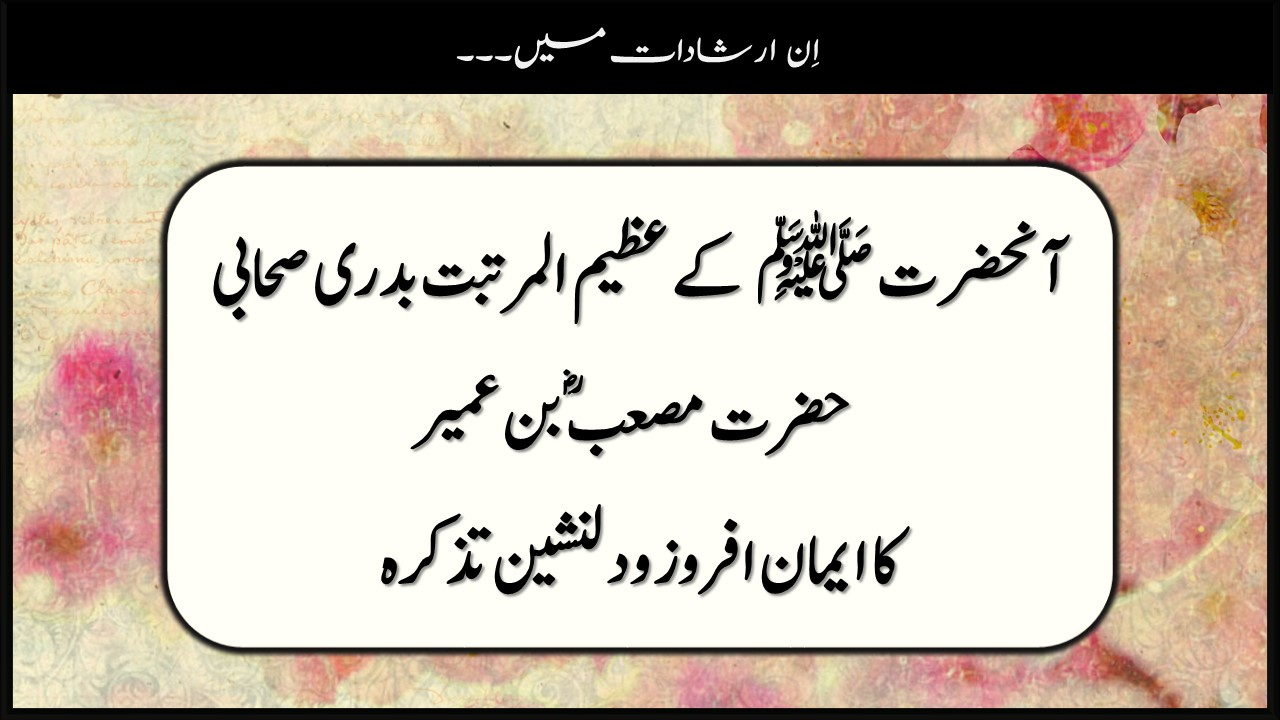 اِن ارشادات میں۔۔۔
آنحضرت ﷺ کے عظیم المرتبت بدری صحابی
حضرت مصعب ؓ بن عمیر
کا ایمان افروز و دلنشین تذکرہ